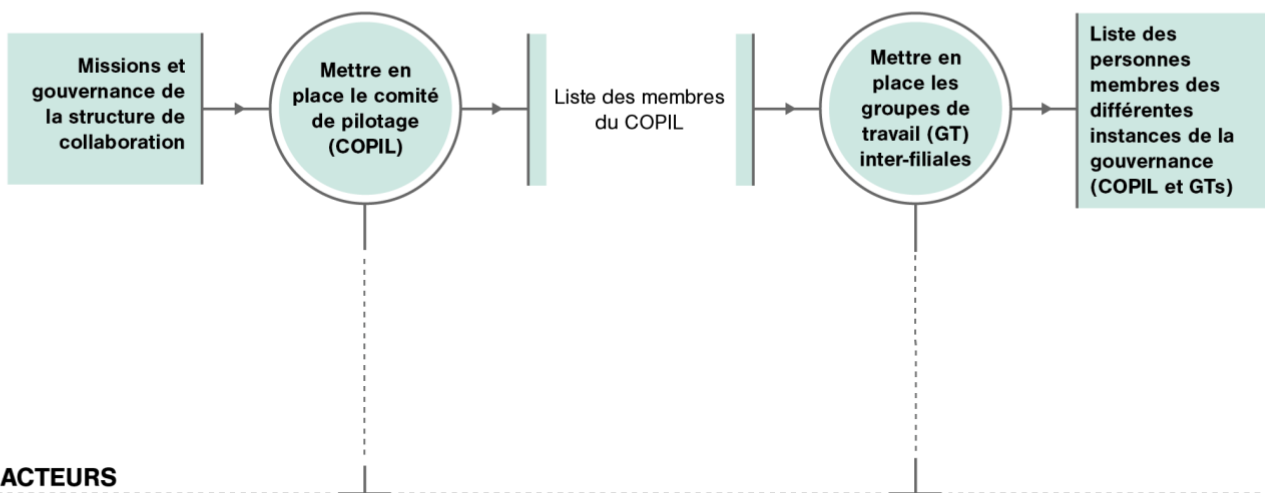 Missions et
gouvernance de
la structure de
collaboration
Mettre en
place le comité
de pilotage
(COPIL)
Liste des membres
du COPIL
Mettre en
place les
groupes de
travail (GT)
inter-filiales
Liste des
personnes
membres des
différentes
instances de la
gouvernance
(COPIL et GTs)
ACTEURS